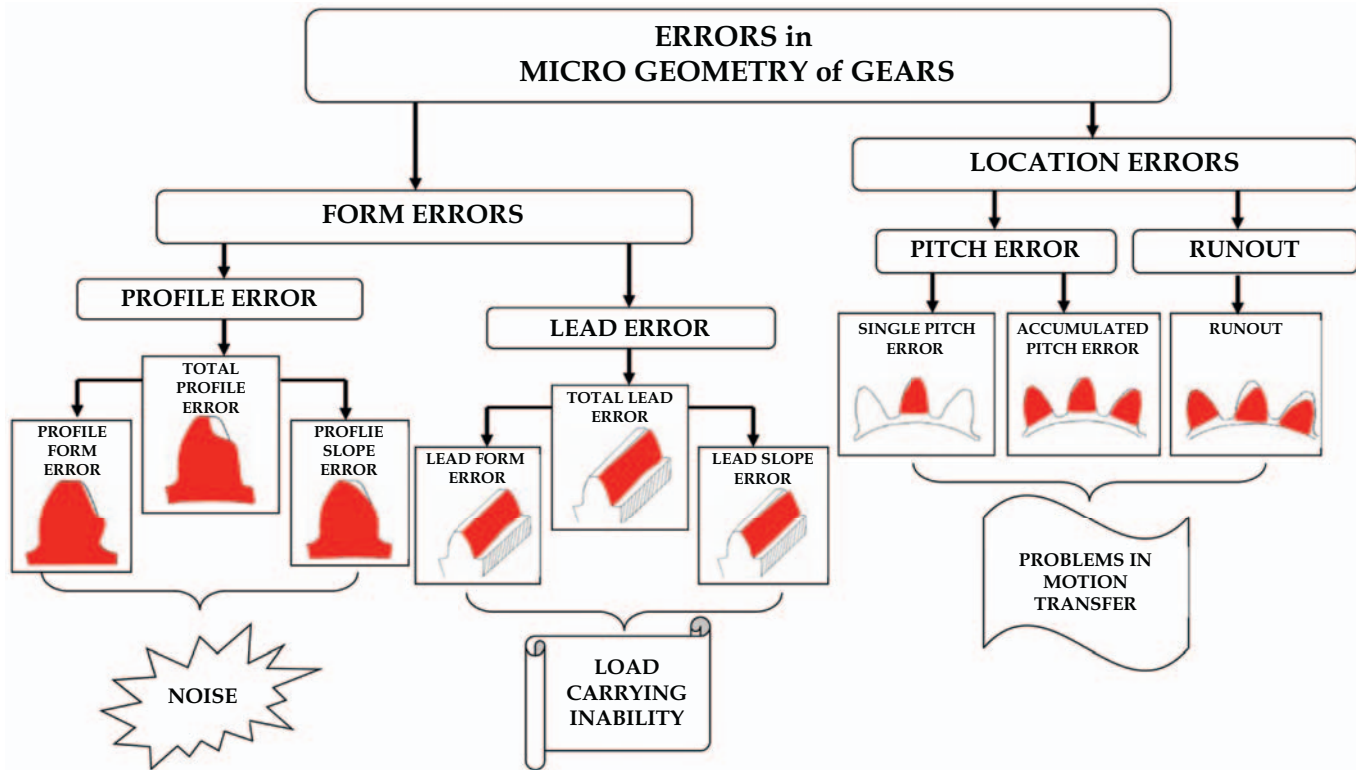 ERRORS in
MICRO GEOMETRY of GEARS
LOCATION ERRORS
FORM ERRORS
PITCH ERROR
RUNOUT
PROFILE ERROR
LEAD ERROR
SINGLE PITCH
ERROR
ACCUMULATED
PITCH ERROR
RUNOUT
TOTAL
PROFILE
ERROR
PROFILE
FORM
ERROR
PROFLIE
SLOPE
ERROR
TOTAL LEAD
ERROR
LEAD FORM
ERROR
LEAD SLOPE
ERROR
NOISE
LOAD
CARRYING
INABILITY
PROBLEMS IN
MOTION
TRANSFER